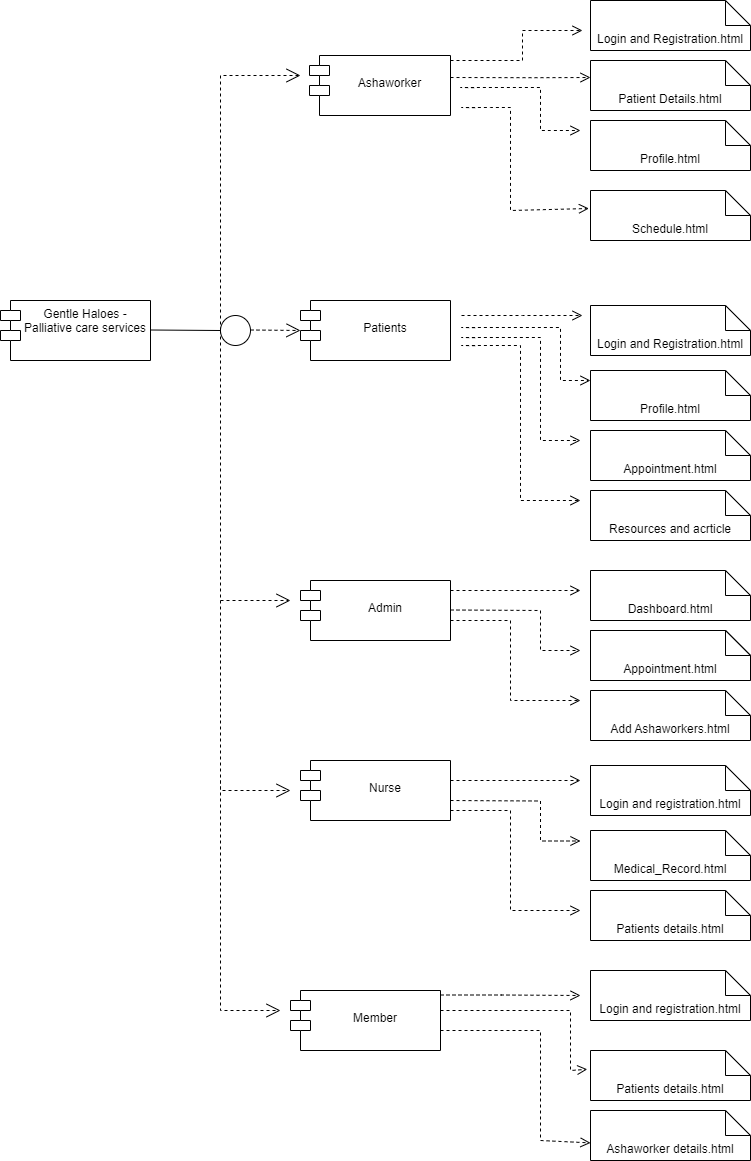 Login and Registration.html
Ashaworker
Patient Details.html
Profile.html
Schedule.html
Gentle Haloes -
Palliative care services
Patients
Login and Registration.html
Profile.html
Appointment.html
Resources and acrticle
Admin
Dashboard.html
Appointment.html
Add Ashaworkers.html
Nurse
Login and registration.html
Medical_Record.html
Patients details.html
Member
Login and registration.html
Patients details.html
Ashaworker details.html